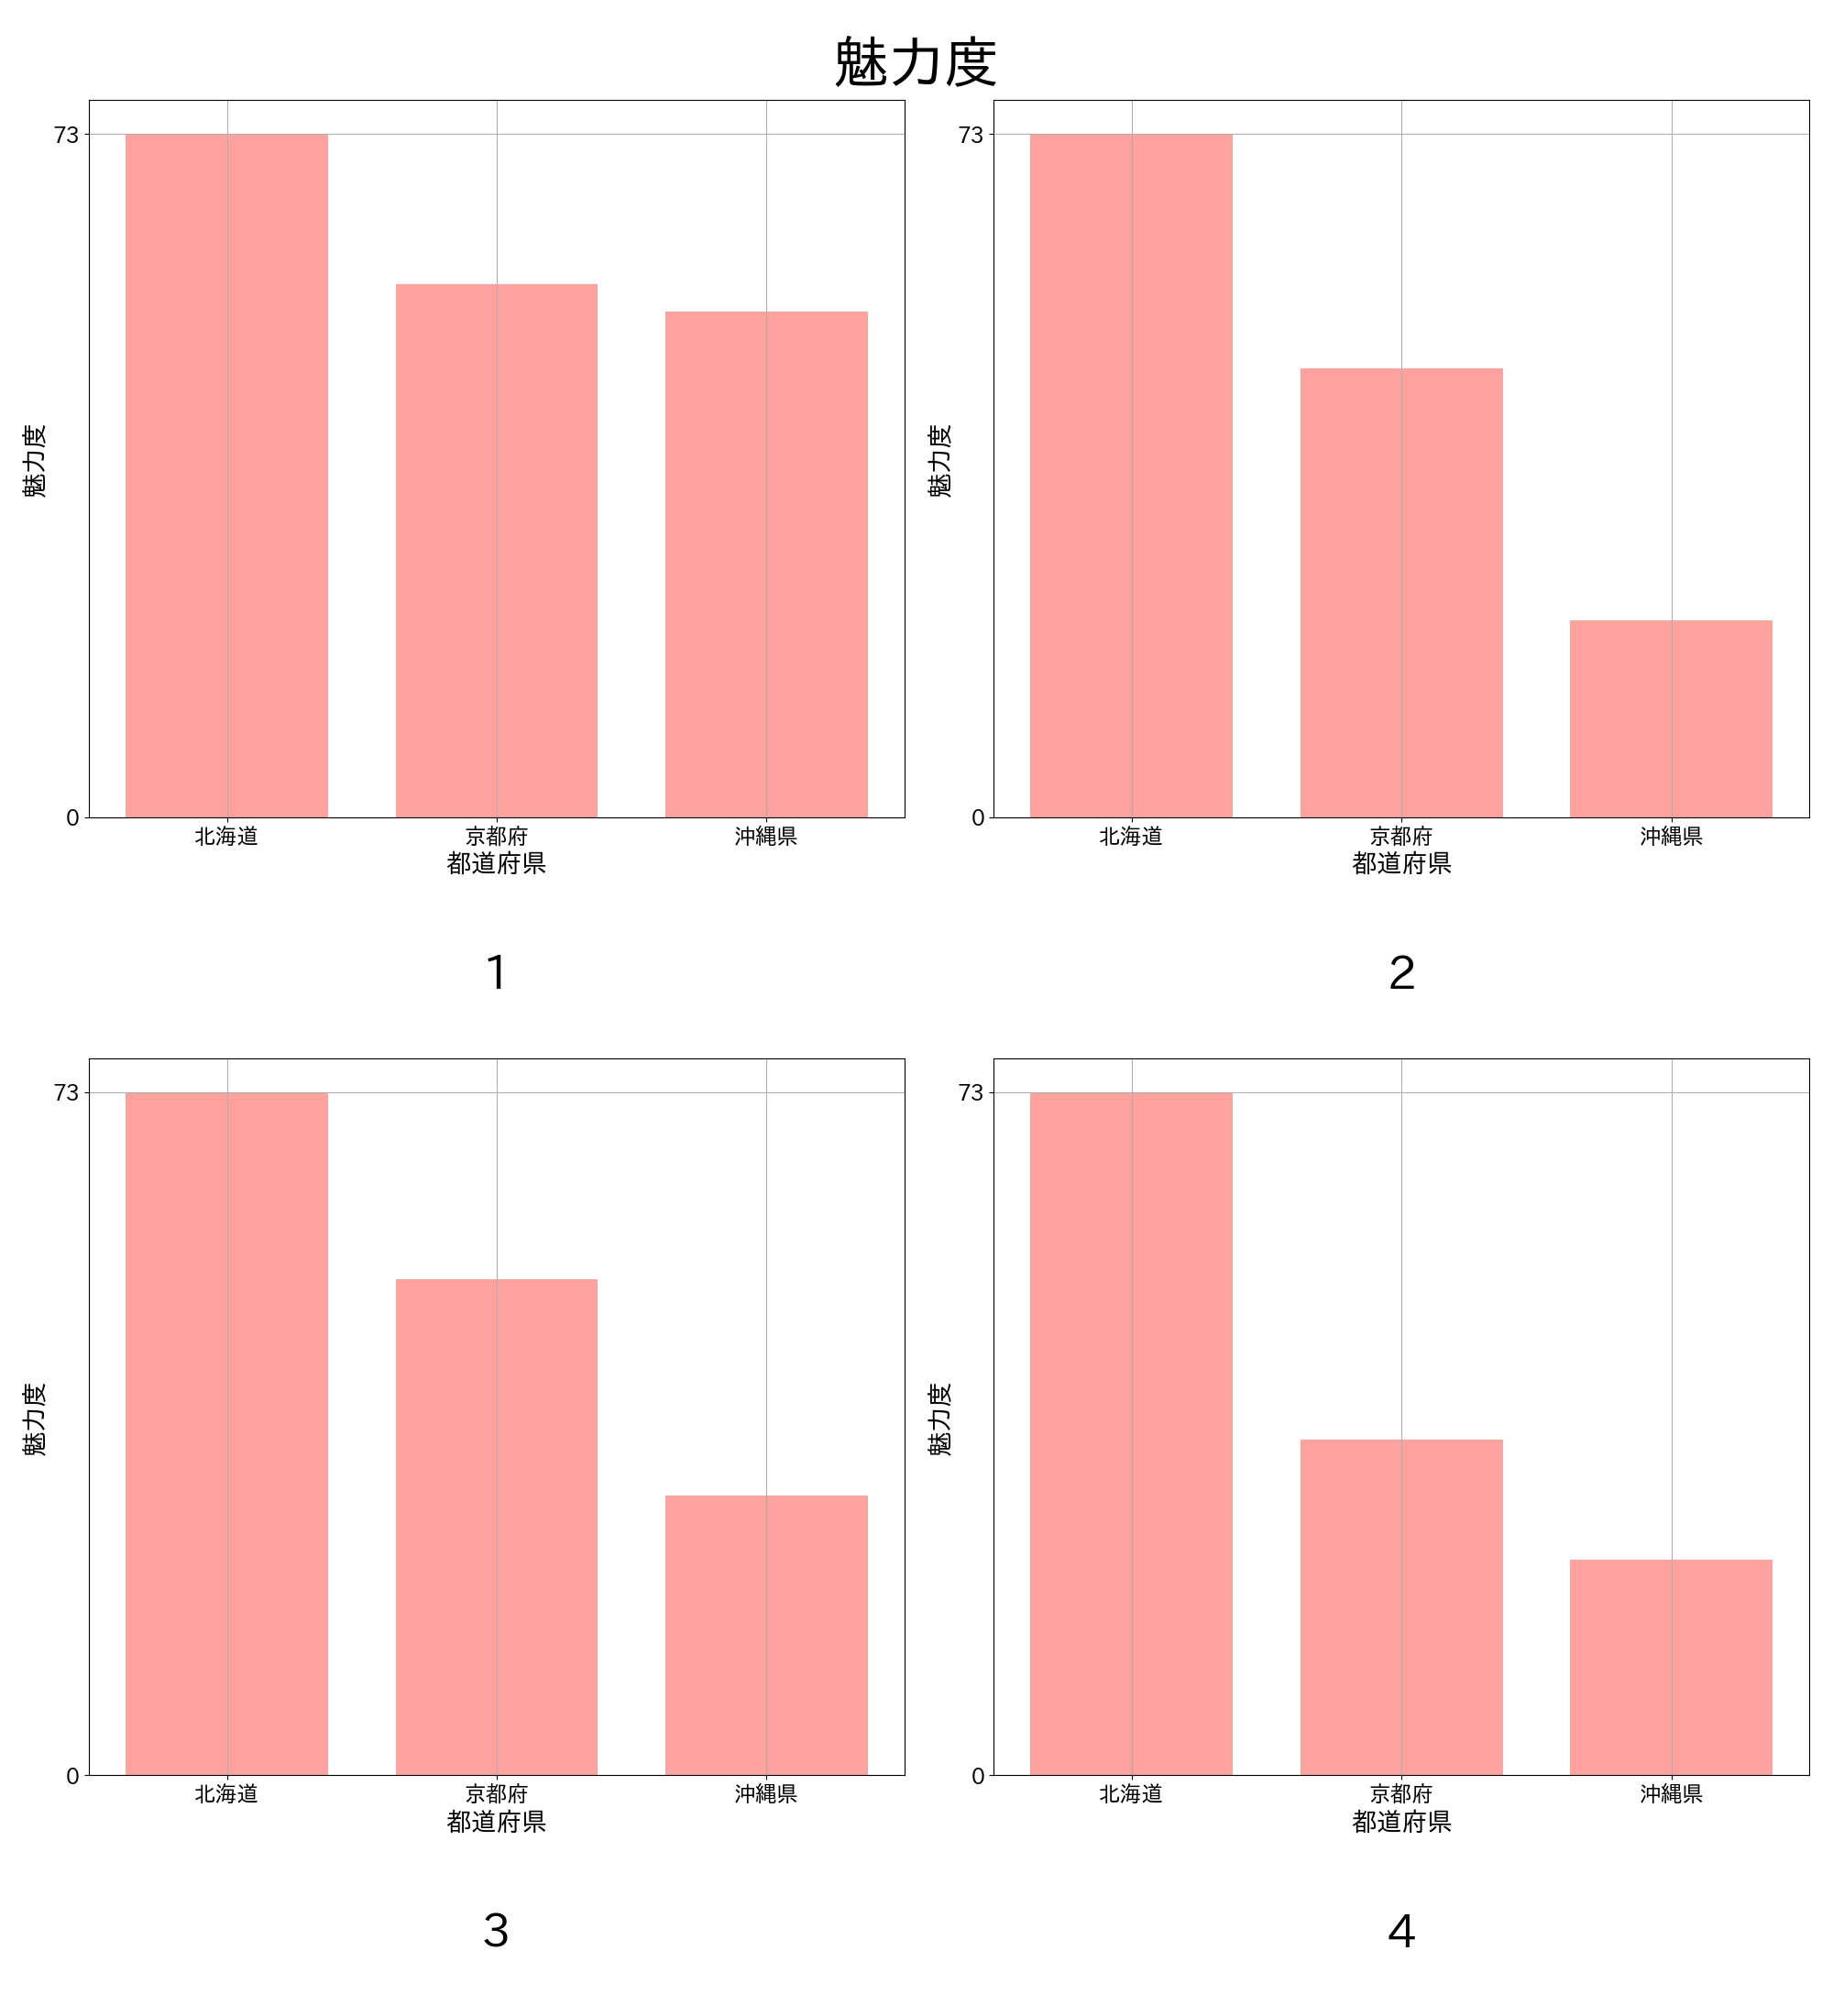 魅力度
73
魅力度
0
北海道 京都府 沖縄県
都道府県
1
73
魅力度
0
北海道 京都府 沖縄県
都道府県
2
73
魅力度
0
北海道 京都府 沖縄県
都道府県
3
73
魅力度
0
北海道 京都府 沖縄県
都道府県
4